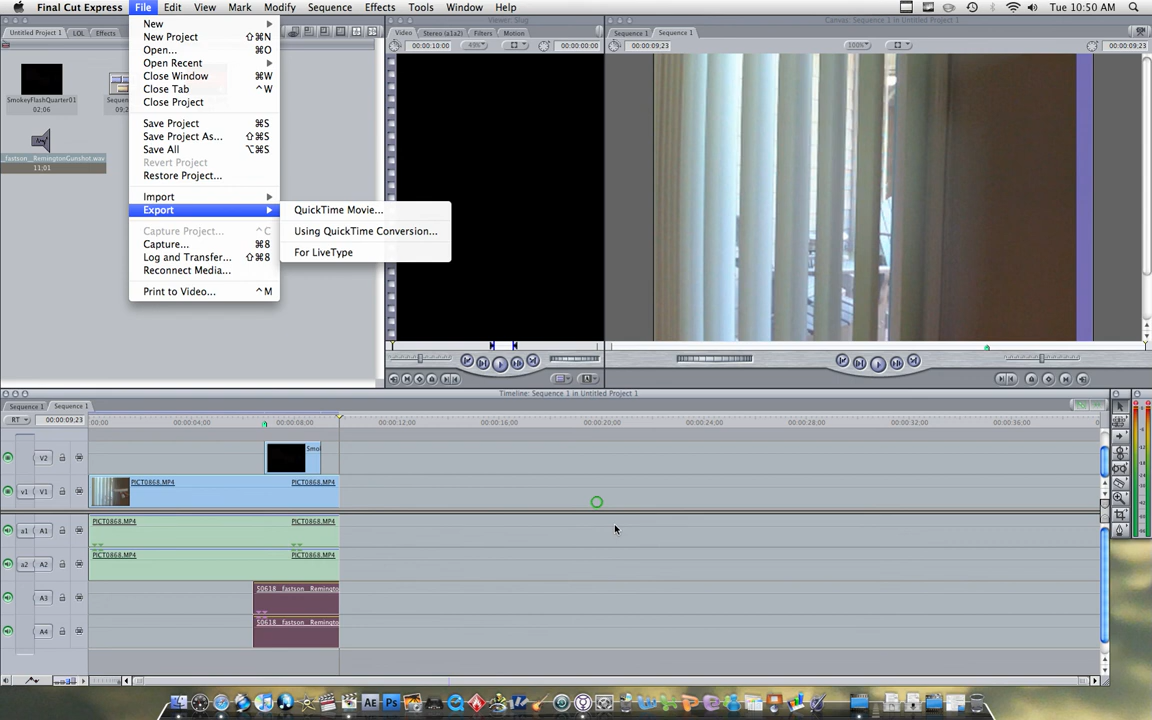 Final Cut Express File Edit View Mark Modify Sequence Effects Tools Window Help Tue 10:50 AM
Viewer: Slug
Canvas: Sequence 1 in Untitled Project 1
Untitled Project 1 LOL Effects
Video Stereo (a1a2) Filters Motion
Sequence 1 Sequence 1
00:00:10:00 49% 00:00:00:00
00:00:09;23 100% 00:00:09;23
New
New Project ⇧⌘N
Open... ⌘O
Open Recent
Close Window ⌘W
Close Tab ^W
Close Project
Save Project ⌘S
Save Project As... ⇧⌘S
Save All ⌥⌘S
Revert Project
Restore Project...
Import
Export
Capture Project... ^C
Capture... ⌘8
Log and Transfer... ⇧⌘8
Reconnect Media...
Print to Video... ^M
QuickTime Movie...
Using QuickTime Conversion...
For LiveType
SmokeyFlashQuarter01
02;06
Sequen
_fastson__RemingtonGunshot.wav
11;01
Timeline: Sequence 1 in Untitled Project 1
Sequence 1 Sequence 1
RT 00:00:09;23 00:00 00:00:04;00 00:00:08;00 00:00:12;00 00:00:16;00 00:00:20;00 00:00:24;00 00:00:28;00 00:00:32;00 00:00:36;00
V2 Smo
v1 V1 PICT0868.MP4 PICT0868.MP4
a1 A1 PICT0868.MP4 PICT0868.MP4
a2 A2 PICT0868.MP4 PICT0868.MP4
A3 50618__fastson__Remingto
A4 50618__fastson__Remingto
Ae Ps